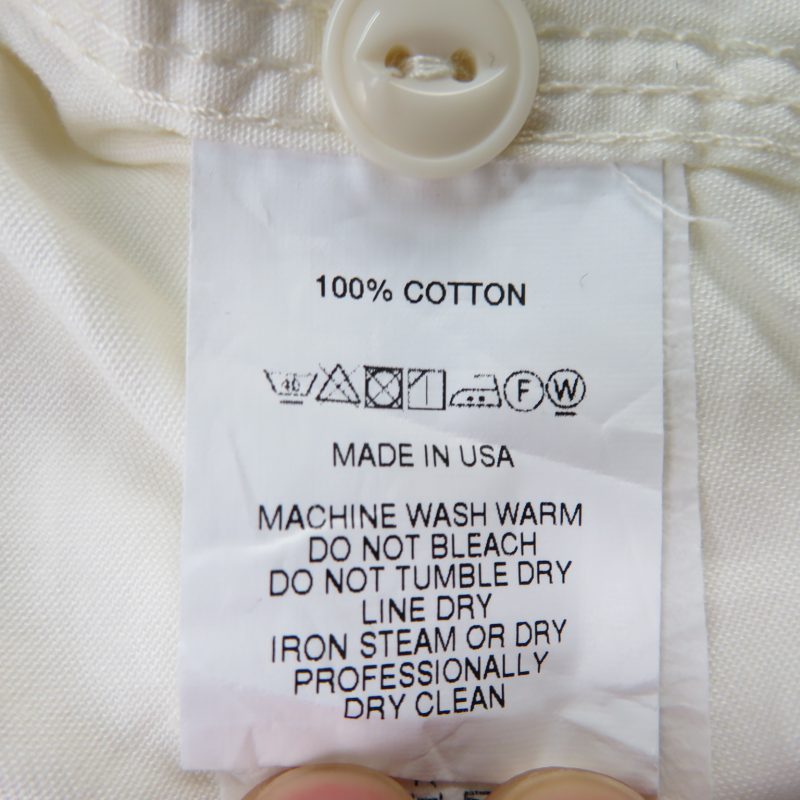 100% COTTON
40 F W
MADE IN USA
MACHINE WASH WARM
DO NOT BLEACH
DO NOT TUMBLE DRY
LINE DRY
IRON STEAM OR DRY
PROFESSIONALLY
DRY CLEAN